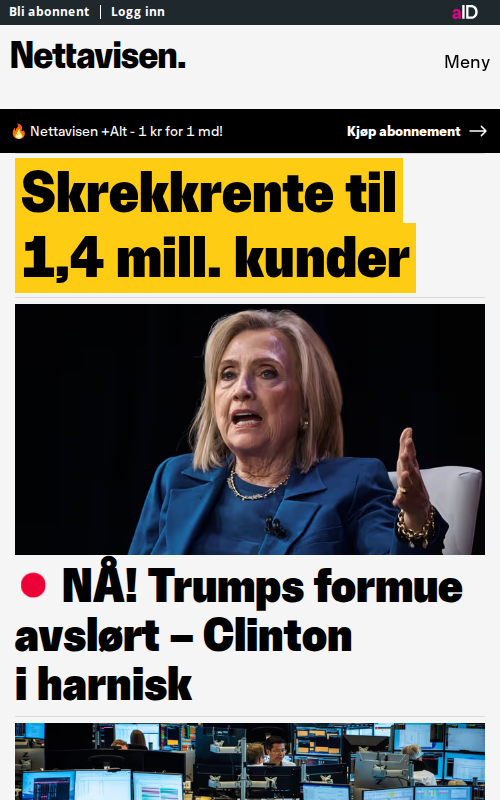 Bli abonnent | Logg inn
aID
Nettavisen.
Meny
🔥 Nettavisen +Alt - 1 kr for 1 md!
Kjøp abonnement →
Skrekkrente til
1,4 mill. kunder
NÅ! Trumps formue
avslørt – Clinton
i harnisk